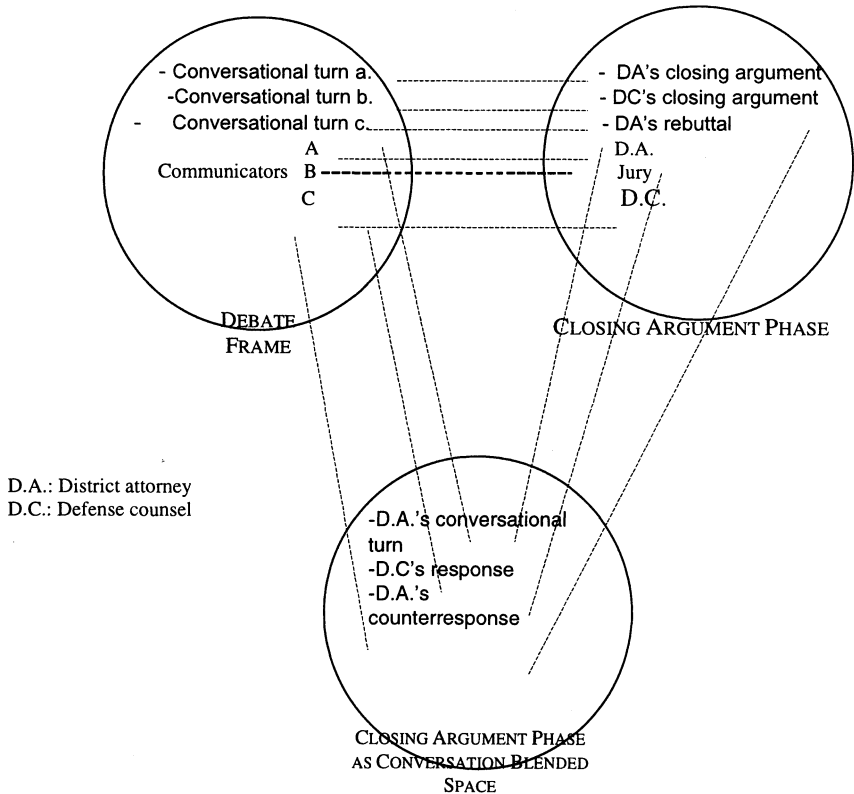 - Conversational turn a.
-Conversational turn b.
- Conversational turn c.
A
Communicators B
C
DEBATE
FRAME
- DA's closing argument
- DC's closing argument
- DA's rebuttal
D.A.
Jury
D.C.
CLOSING ARGUMENT PHASE
D.A.: District attorney
D.C.: Defense counsel
-D.A.'s conversational
turn
-D.C's response
-D.A.'s
counterresponse
CLOSING ARGUMENT PHASE
AS CONVERSATION BLENDED
SPACE